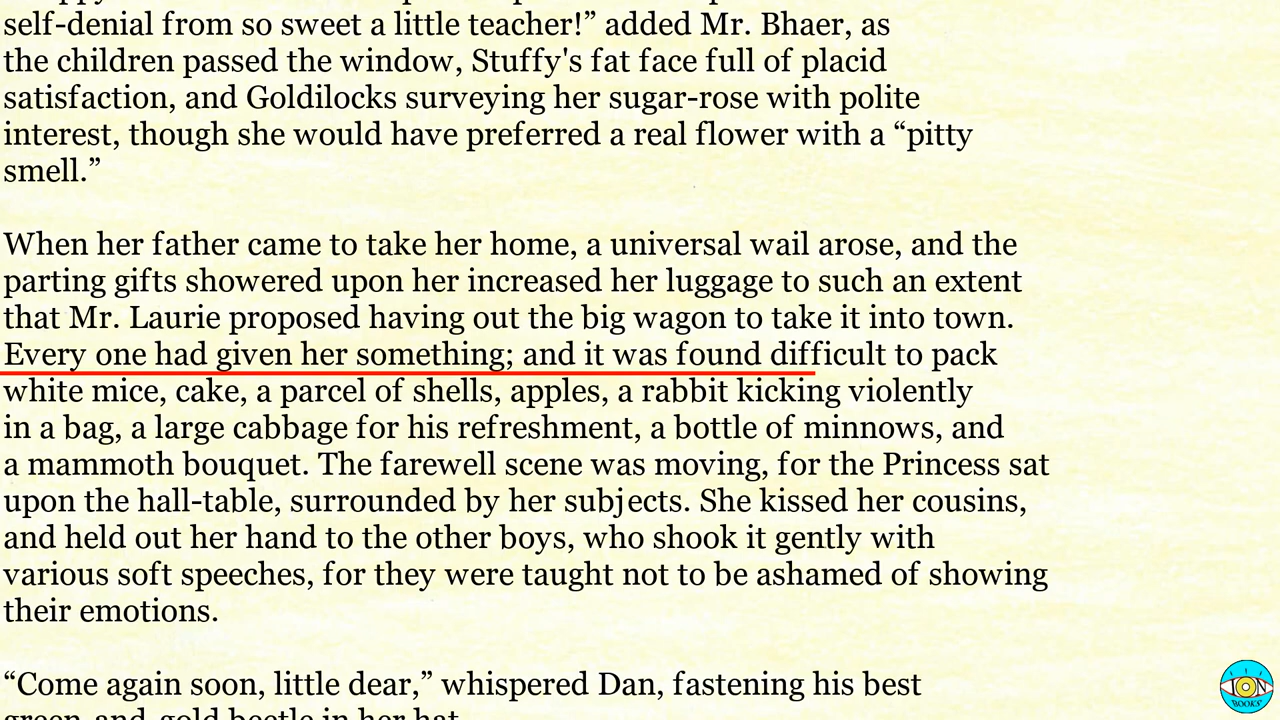 self-denial from so sweet a little teacher!” added Mr. Bhaer, as
the children passed the window, Stuffy's fat face full of placid
satisfaction, and Goldilocks surveying her sugar-rose with polite
interest, though she would have preferred a real flower with a “pitty
smell.”
When her father came to take her home, a universal wail arose, and the
parting gifts showered upon her increased her luggage to such an extent
that Mr. Laurie proposed having out the big wagon to take it into town.
Every one had given her something; and it was found difficult to pack
white mice, cake, a parcel of shells, apples, a rabbit kicking violently
in a bag, a large cabbage for his refreshment, a bottle of minnows, and
a mammoth bouquet. The farewell scene was moving, for the Princess sat
upon the hall-table, surrounded by her subjects. She kissed her cousins,
and held out her hand to the other boys, who shook it gently with
various soft speeches, for they were taught not to be ashamed of showing
their emotions.
“Come again soon, little dear,” whispered Dan, fastening his best
green-and-gold beetle in her hat.
ION
BOOKS